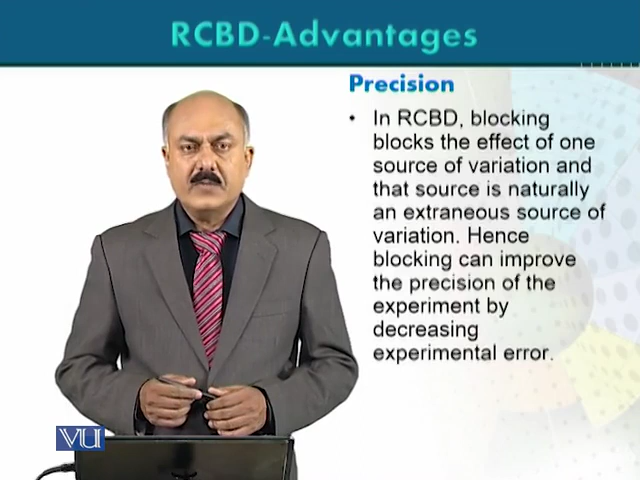 RCBD-Advantages
Precision
• In RCBD, blocking
blocks the effect of one
source of variation and
that source is naturally
an extraneous source of
variation. Hence
blocking can improve
the precision of the
experiment by
decreasing
experimental error.
VU